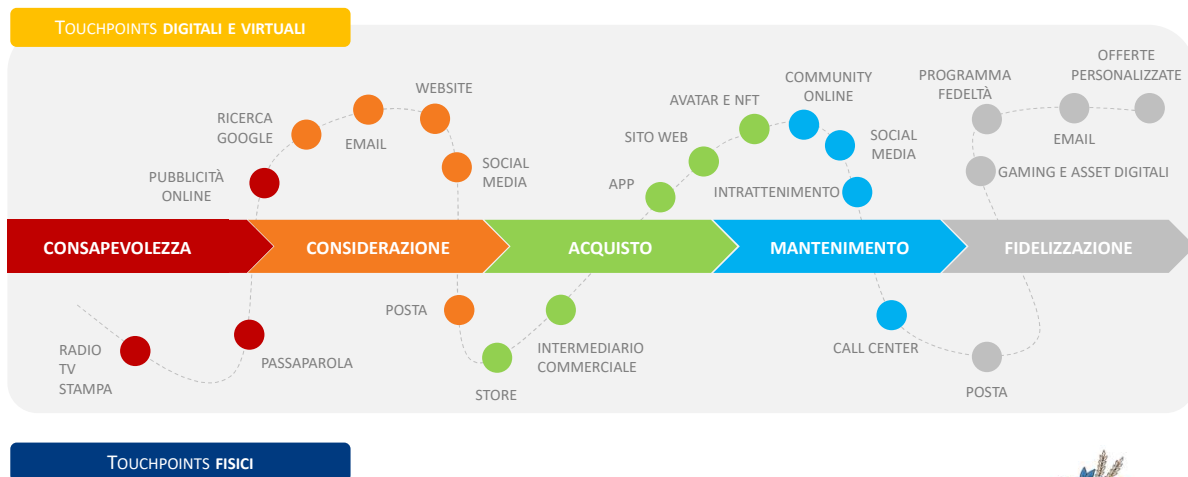 TOUCHPOINTS DIGITALI E VIRTUALI
OFFERTE
PERSONALIZZATE
COMMUNITY
ONLINE
PROGRAMMA
FEDELTÀ
WEBSITE
AVATAR E NFT
RICERCA
GOOGLE
EMAIL
SITO WEB
SOCIAL
MEDIA
EMAIL
PUBBLICITÀ
ONLINE
SOCIAL
MEDIA
APP
INTRATTENIMENTO
GAMING E ASSET DIGITALI
CONSAPEVOLEZZA
CONSIDERAZIONE
ACQUISTO
MANTENIMENTO
FIDELIZZAZIONE
POSTA
RADIO
TV
STAMPA
PASSAPAROLA
INTERMEDIARIO
COMMERCIALE
CALL CENTER
STORE
POSTA
TOUCHPOINTS FISICI